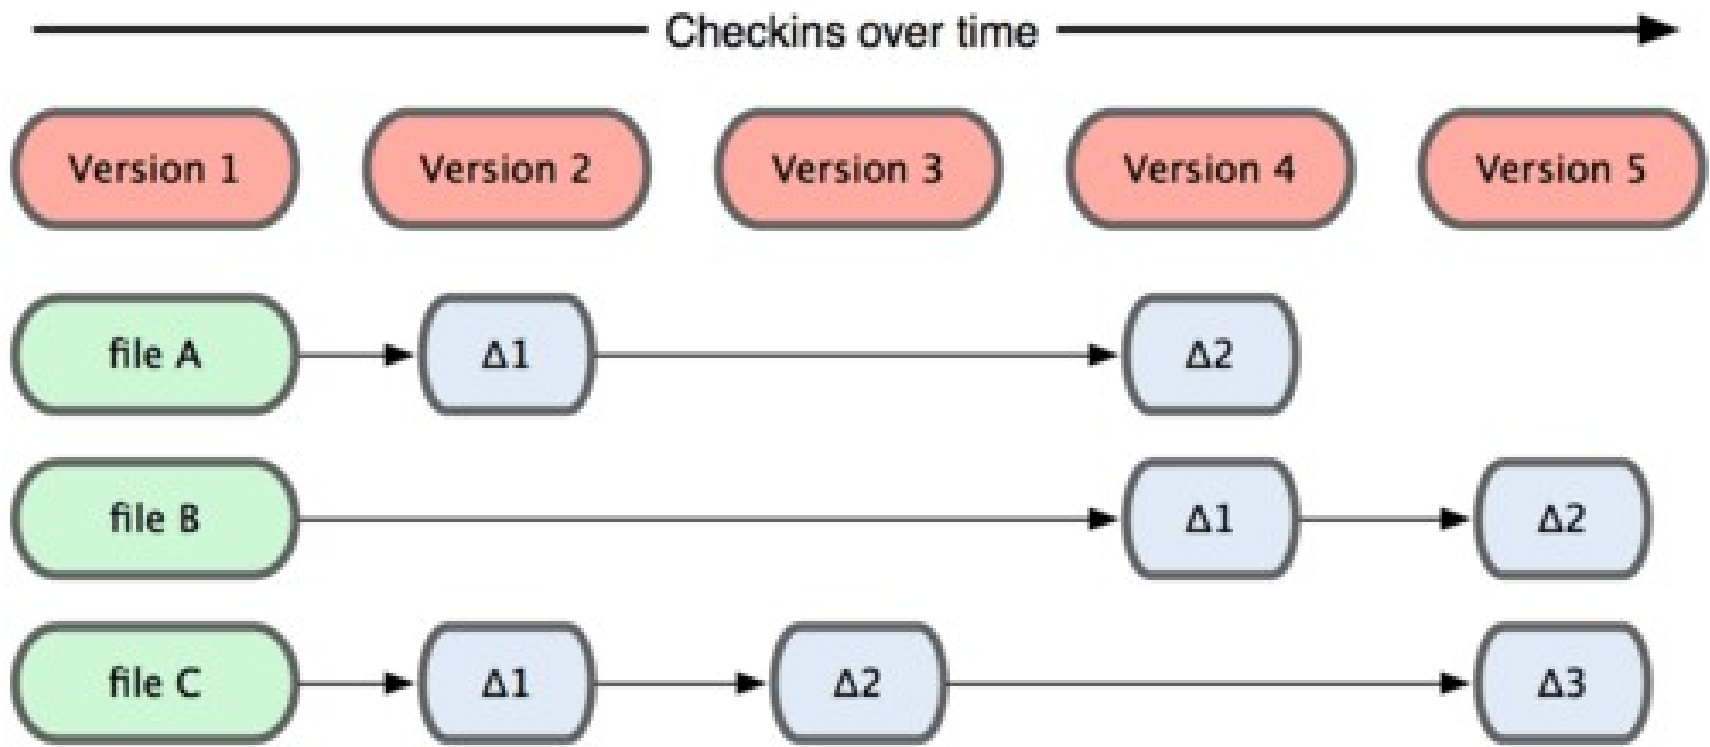 Checkins over time
Version 1 Version 2 Version 3 Version 4 Version 5
file A Δ1 Δ2
file B Δ1 Δ2
file C Δ1 Δ2 Δ3